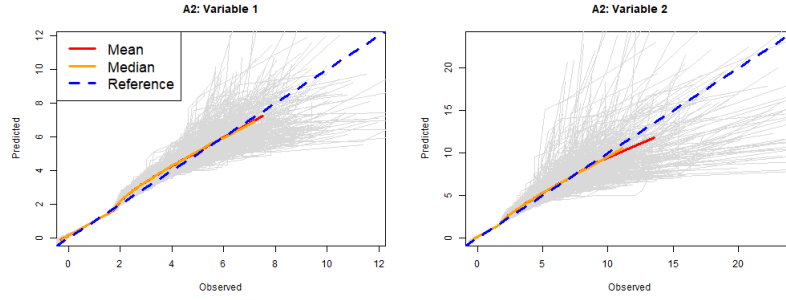 A2: Variable 1
Predicted
12
10
8
6
4
2
0
Mean
Median
Reference
0 2 4 6 8 10 12
Observed
A2: Variable 2
Predicted
20
15
10
5
0
0 5 10 15 20
Observed